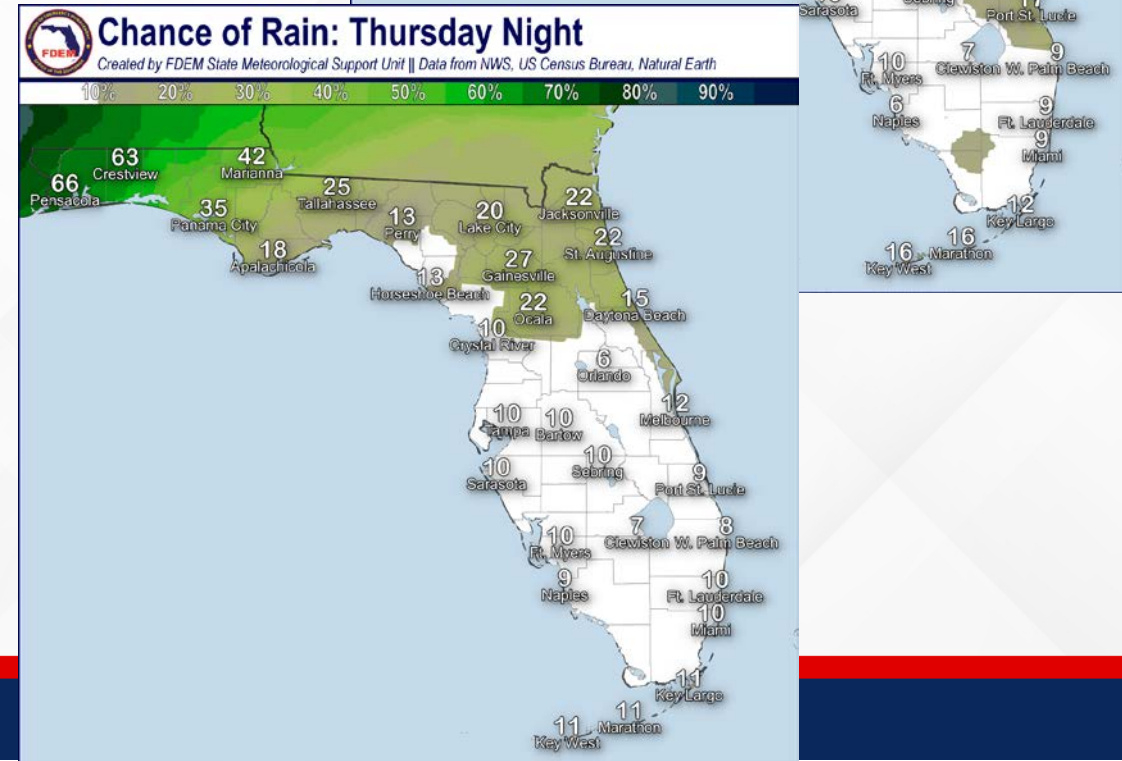 FDEM
Chance of Rain: Thursday Night
Created by FDEM State Meteorological Support Unit || Data from NWS, US Census Bureau, Natural Earth
10% 20% 30% 40% 50% 60% 70% 80% 90%
63
Crestview
42
Marianna
66
Pensacola
25
Tallahassee
35
Panama City
13
Perry
20
Lake City
22
Jacksonville
18
Apalachicola
22
St. Augustine
27
Gainesville
13
Horseshoe Beach
22
Ocala
15
Daytona Beach
10
Crystal River
6
Orlando
12
Melbourne
10
Tampa
10
Bartow
10
Sarasota
10
Sebring
9
Port St. Lucie
10
Ft. Myers
7
Clewiston
8
W. Palm Beach
9
Naples
10
Ft. Lauderdale
10
Miami
11
Key Largo
11
Marathon
11
Key West
Sarasota
Sebring
Port St. Lucie
10
Ft. Myers
7
Clewiston
9
W. Palm Beach
6
Naples
9
Ft. Lauderdale
9
Miami
12
Key Largo
16
Marathon
16
Key West